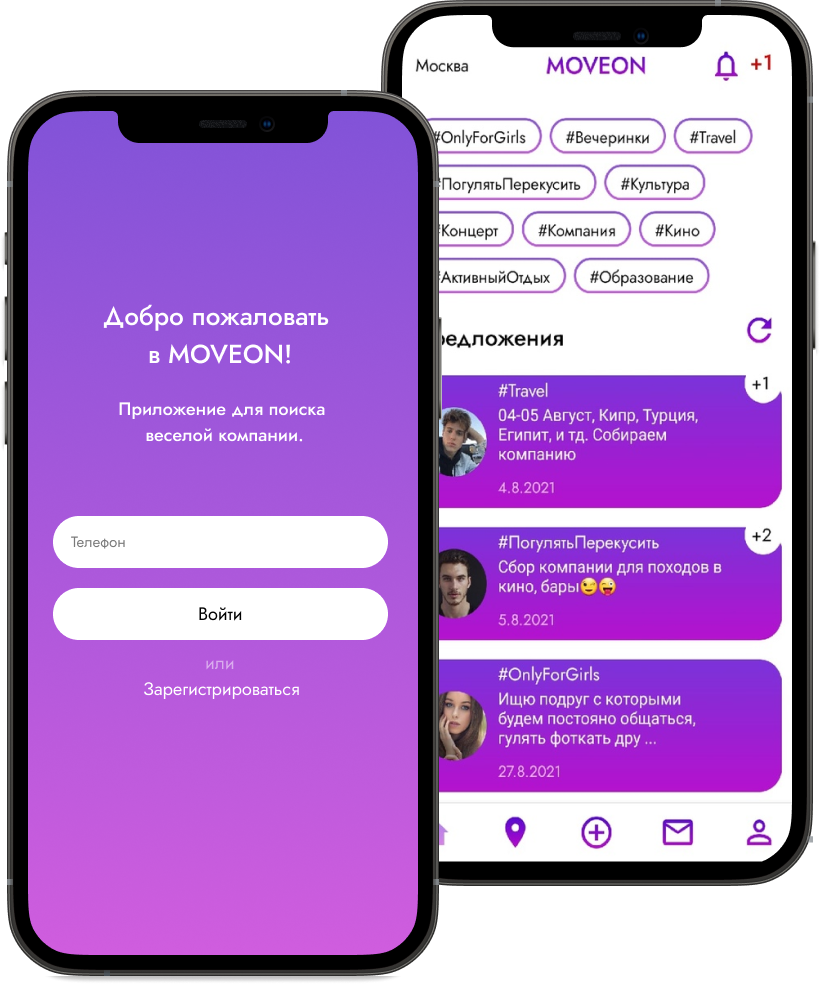 Добро пожаловать
в MOVEON!
Приложение для поиска
веселой компании.
Телефон
Войти
или
Зарегистрироваться
Москва
MOVEON
+1
#OnlyForGirls
#Вечеринки
#Travel
#ПогулятьПерекусить
#Культура
#Концерт
#Компания
#Кино
#АктивныйОтдых
#Образование
редложения
+1
#Travel
04-05 Август, Кипр, Турция,
Египит, и тд. Собираем
компанию
4.8.2021
+2
#ПогулятьПерекусить
Сбор компании для походов в
кино, бары😉😜
5.8.2021
#OnlyForGirls
Ищю подруг с которыми
будем постояно общаться,
гулять фоткать дру ...
27.8.2021